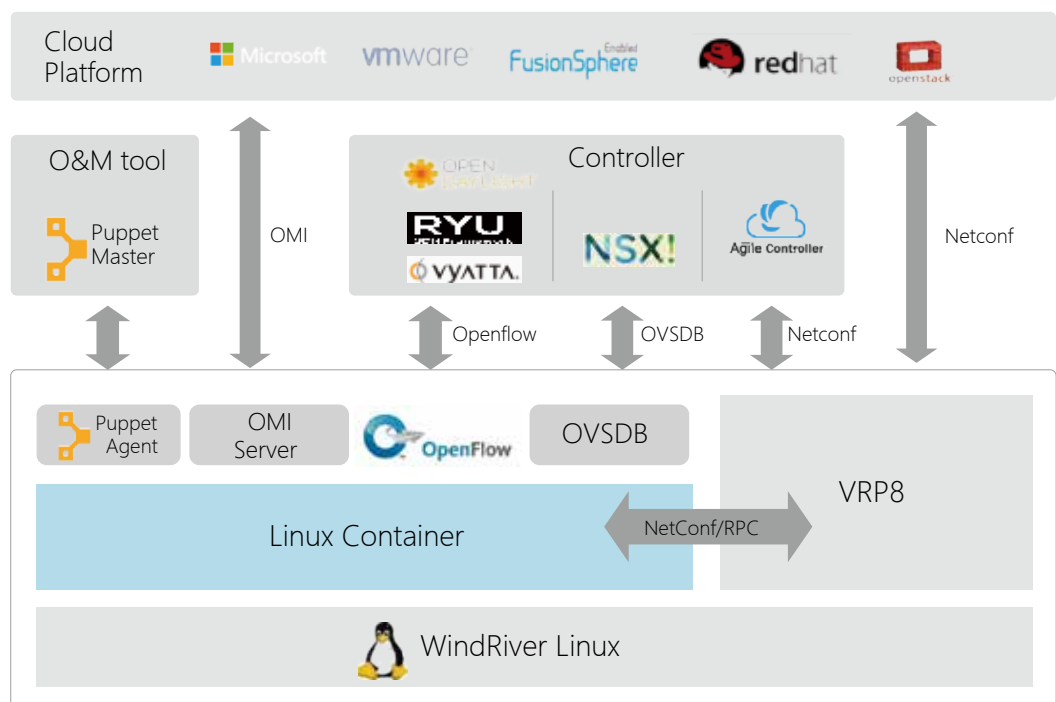 Cloud
Platform
Microsoft
vmware
FusionSphere
Enabled
redhat
openstack
O&M tool
Puppet
Master
OMI
Controller
OPEN
DAYLIGHT
RYU
VYATTA.
NSX!
Agile Controller
Netconf
Openflow
OVSDB
Netconf
Puppet
Agent
OMI
Server
OpenFlow
OVSDB
VRP8
Linux Container
NetConf/RPC
WindRiver Linux